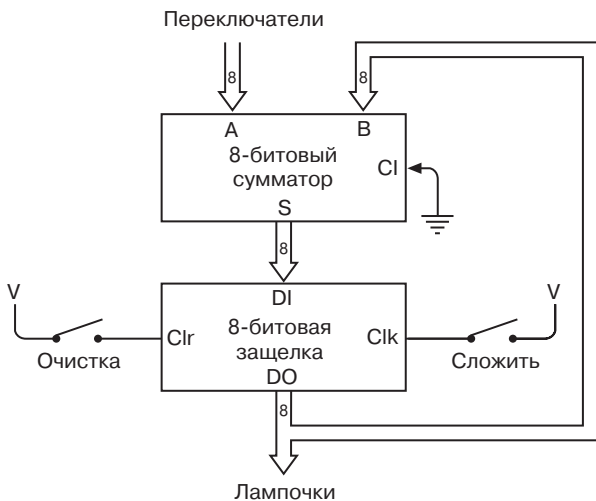 Переключатели
8 8
A B
8-битовый
сумматор
CI
S
8
V V
DI
Clr 8-битовая Clk
защелка
Очистка Сложить
DO
8
Лампочки